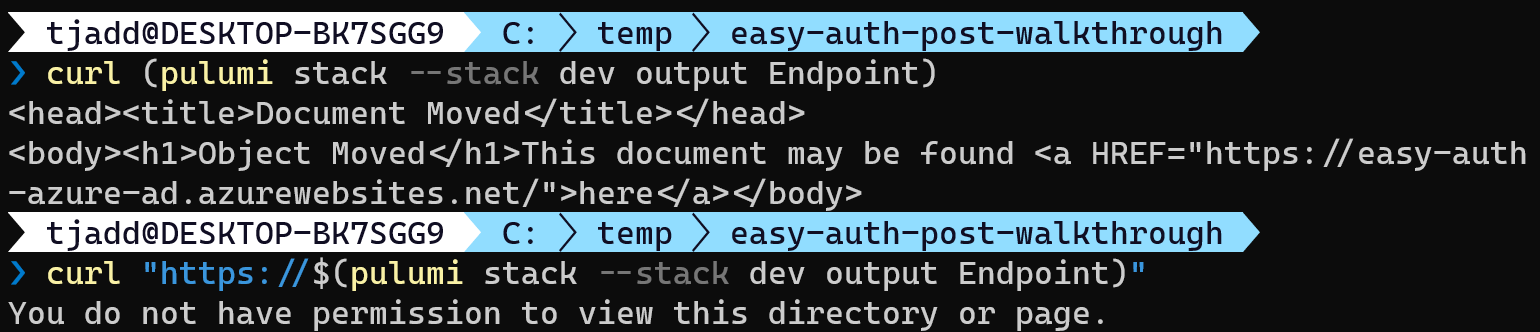 tjadd@DESKTOP-BK7SGG9 C: temp easy-auth-post-walkthrough
❯ curl (pulumi stack --stack dev output Endpoint)
<head><title>Document Moved</title></head>
<body><h1>Object Moved</h1>This document may be found <a HREF="https://easy-auth
-azure-ad.azurewebsites.net/">here</a></body>
tjadd@DESKTOP-BK7SGG9 C: temp easy-auth-post-walkthrough
❯ curl "https://$(pulumi stack --stack dev output Endpoint)"
You do not have permission to view this directory or page.